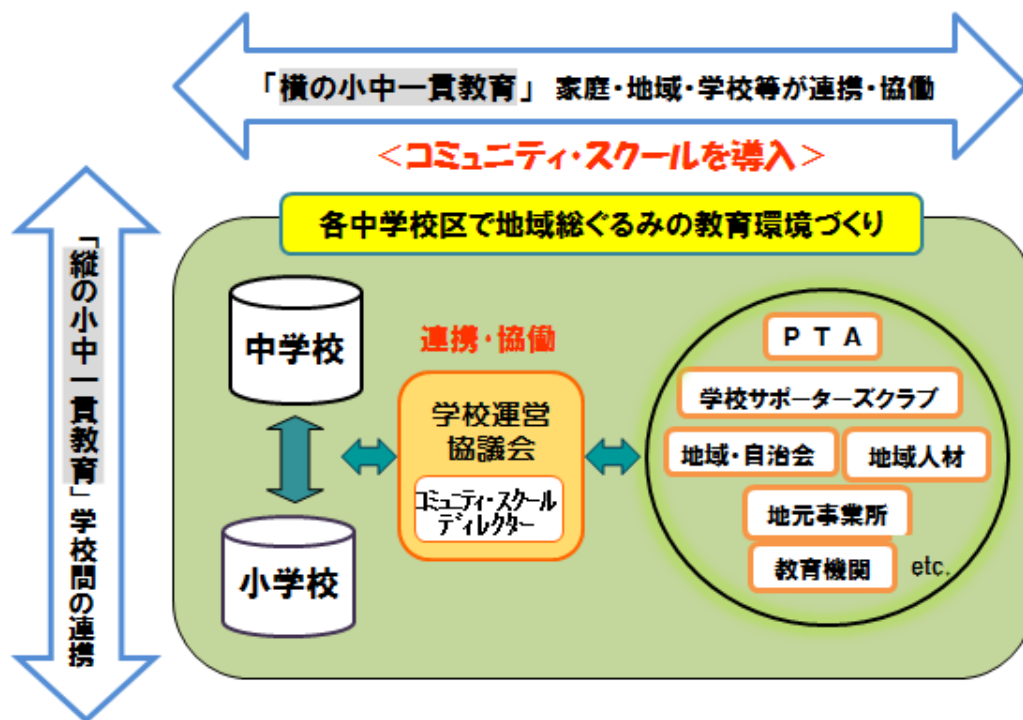 「横の小中一貫教育」 家庭・地域・学校等が連携・協働
＜コミュニティ・スクールを導入＞
「縦の小中一貫教育」学校間の連携
各中学校区で地域総ぐるみの教育環境づくり
中学校
小学校
連携・協働
学校運営
協議会
コミュニティ・スクール
ディレクター
ＰＴＡ
学校サポーターズクラブ
地域・自治会
地域人材
地元事業所
教育機関
etc.